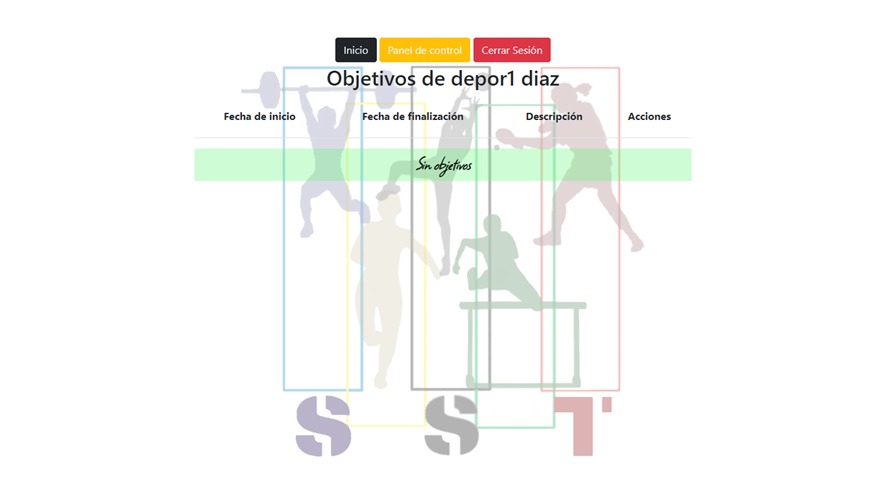 Inicio Panel de control Cerrar Sesión
Objetivos de depor1 diaz
Fecha de inicio Fecha de finalización Descripción Acciones
Sin objetivos
S S T